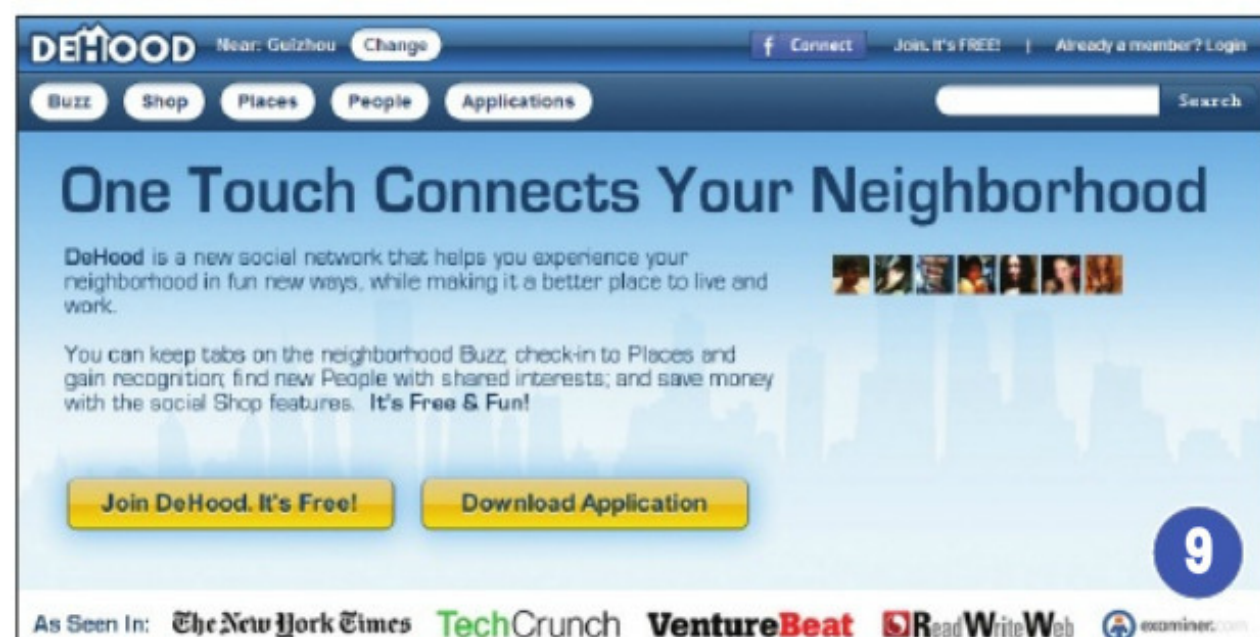 DEHOOD Near: Guizhou Change f Connect Join. It's FREE! | Already a member? Login
Buzz Shop Places People Applications Search
One Touch Connects Your Neighborhood
DeHood is a new social network that helps you experience your
neighborhood in fun new ways, while making it a better place to live and
work.
You can keep tabs on the neighborhood Buzz; check-in to Places and
gain recognition; find new People with shared interests; and save money
with the social Shop features. It's Free & Fun!
Join DeHood. It's Free! Download Application
9
As Seen In: The New York Times TechCrunch VentureBeat ReadWriteWeb examiner.com